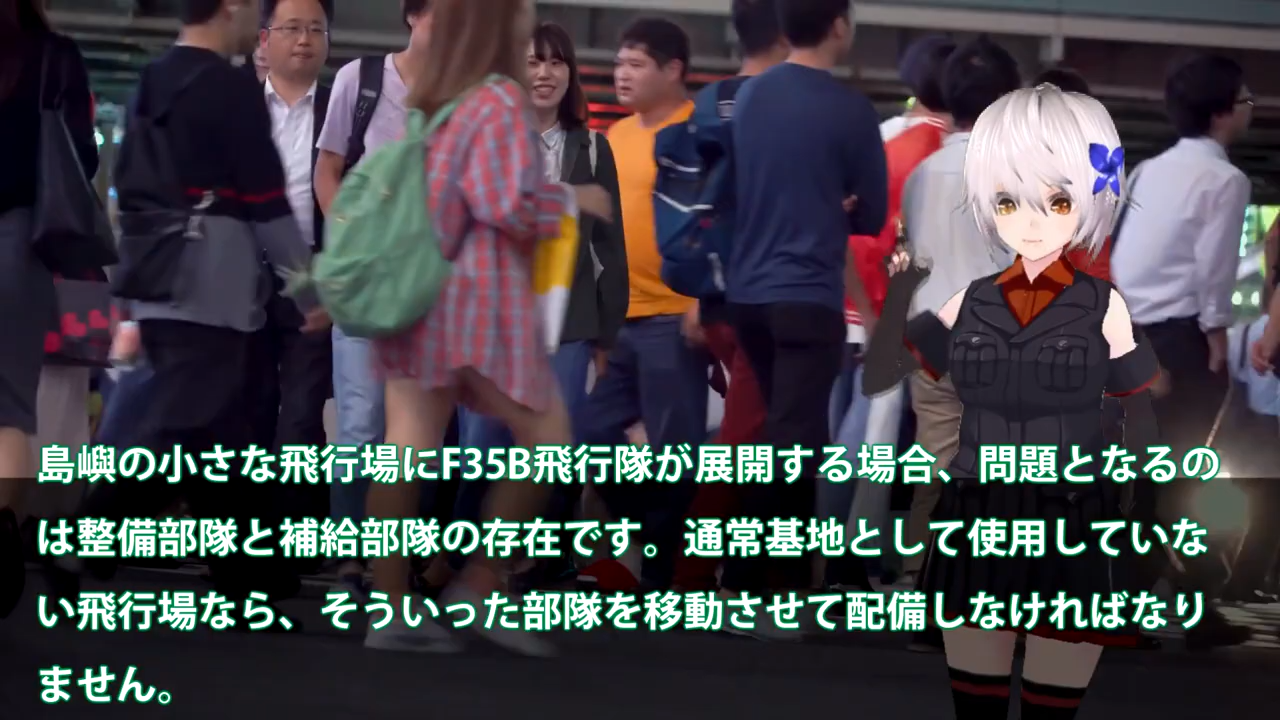 島嶼の小さな飛行場にF35B飛行隊が展開する場合、問題となるの
は整備部隊と補給部隊の存在です。通常基地として使用していな
い飛行場なら、そういった部隊を移動させて配備しなければなり
ません。